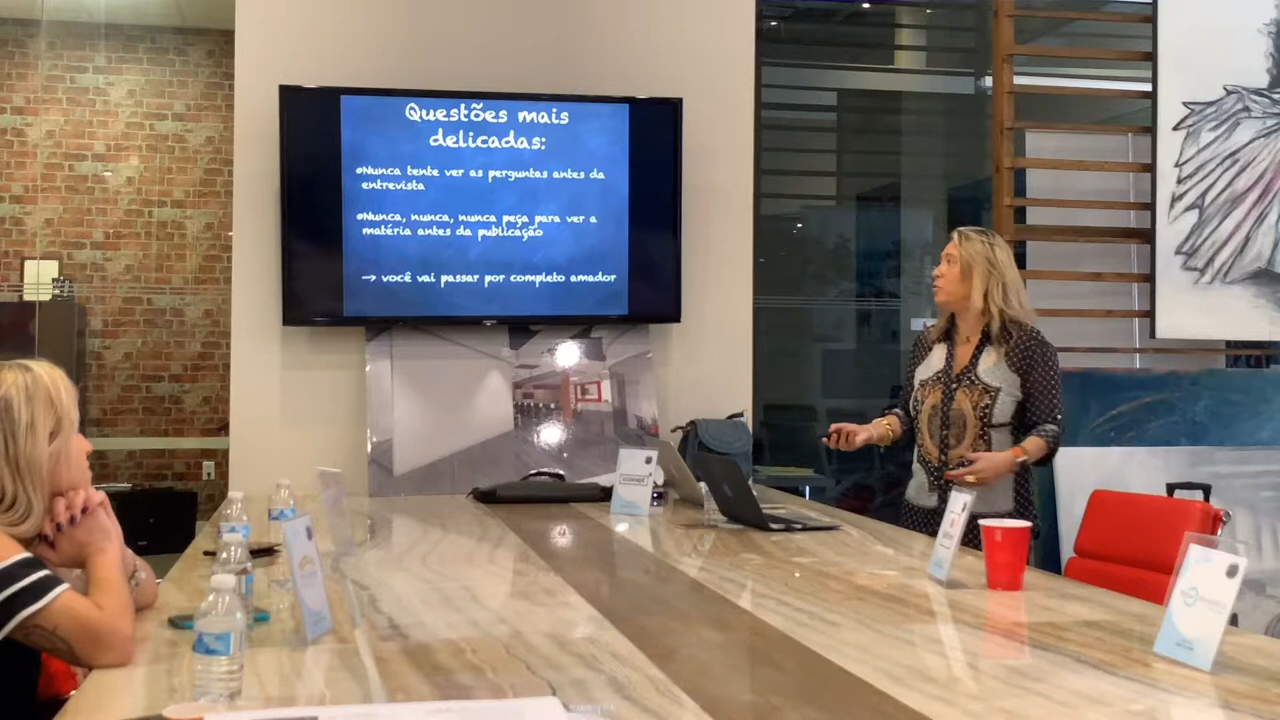 Questões mais
delicadas:
•Nunca tente ver as perguntas antes da
entrevista
•Nunca, nunca, nunca peça para ver a
matéria antes da publicação
→ você vai passar por completo amador
concept